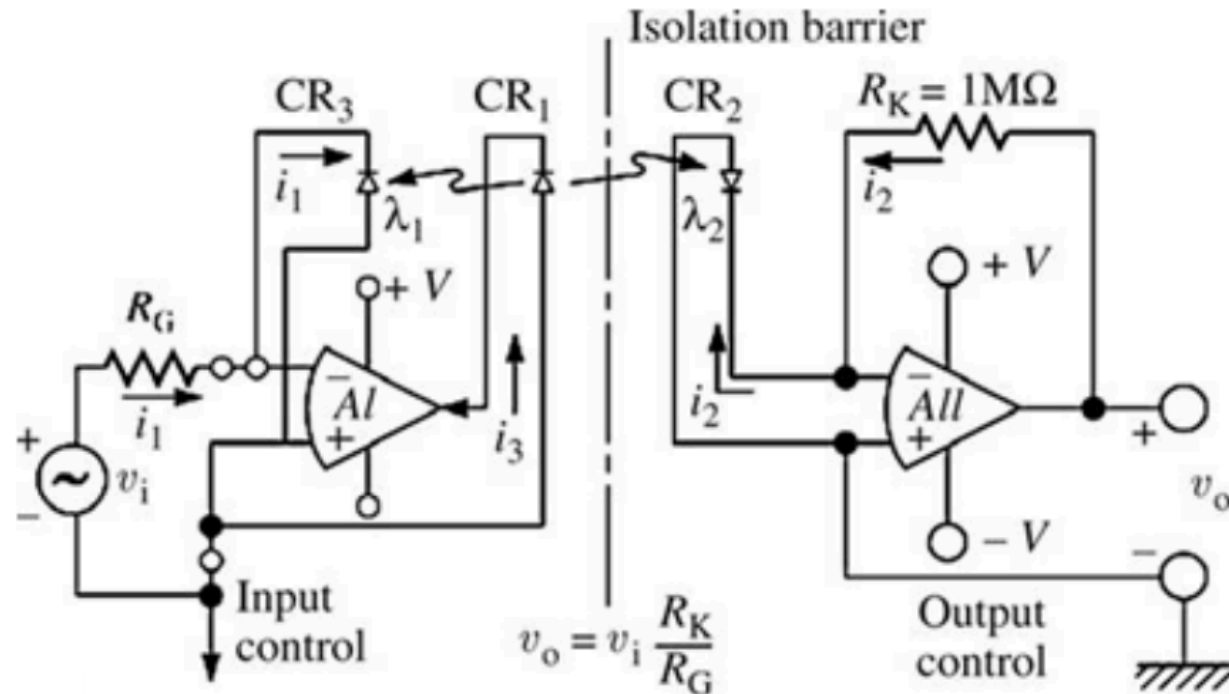 Isolation barrier
CR3
CR1
CR2
RK = 1MΩ
i1
λ1
λ2
i2
+ V
+ V
RG
i1
−
AI
+
i3
i2
−
AII
+
+
vi
−
+
vo
−
− V
Input
control
vo = vi RK
RG
Output
control